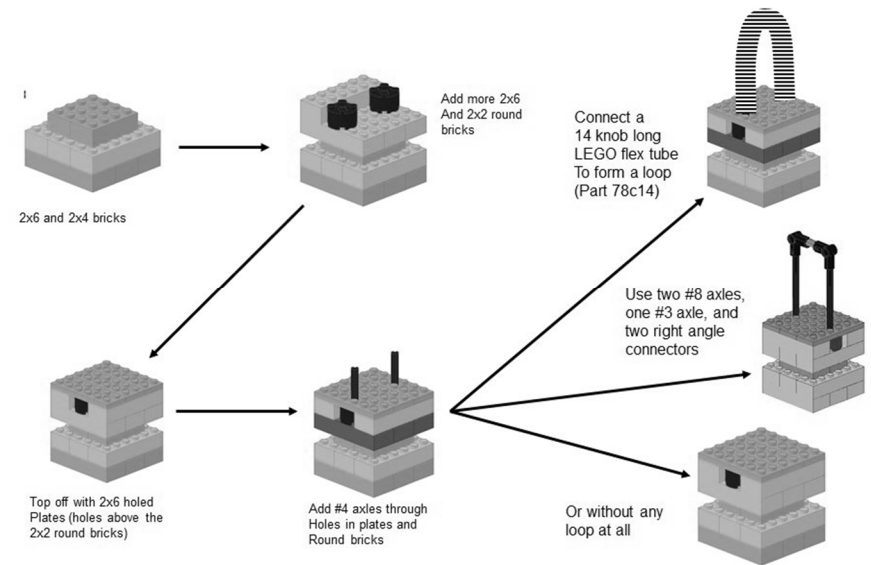 2x6 and 2x4 bricks
Add more 2x6
And 2x2 round
bricks
Connect a
14 knob long
LEGO flex tube
To form a loop
(Part 78c14)
Use two #8 axles,
one #3 axle, and
two right angle
connectors
Top off with 2x6 holed
Plates (holes above the
2x2 round bricks)
Add #4 axles through
Holes in plates and
Round bricks
Or without any
loop at all